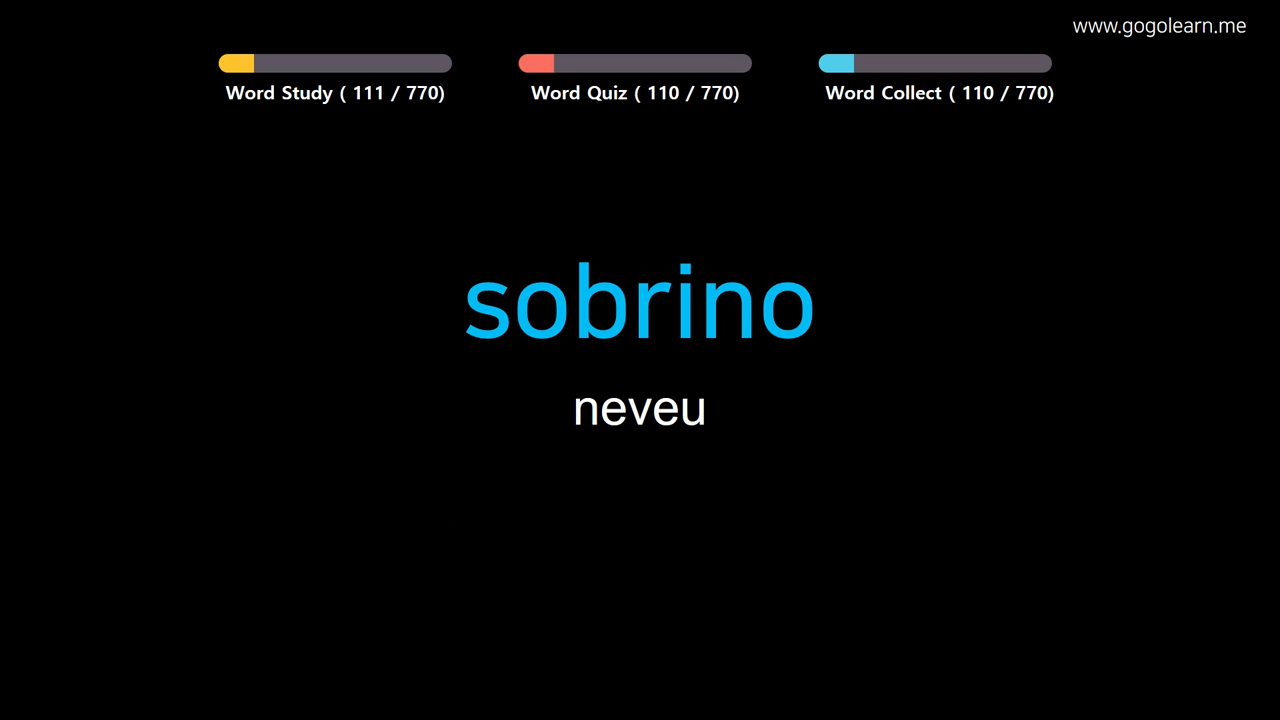 www.gogolearn.me
Word Study ( 111 / 770)
Word Quiz ( 110 / 770)
Word Collect ( 110 / 770)
sobrino
neveu